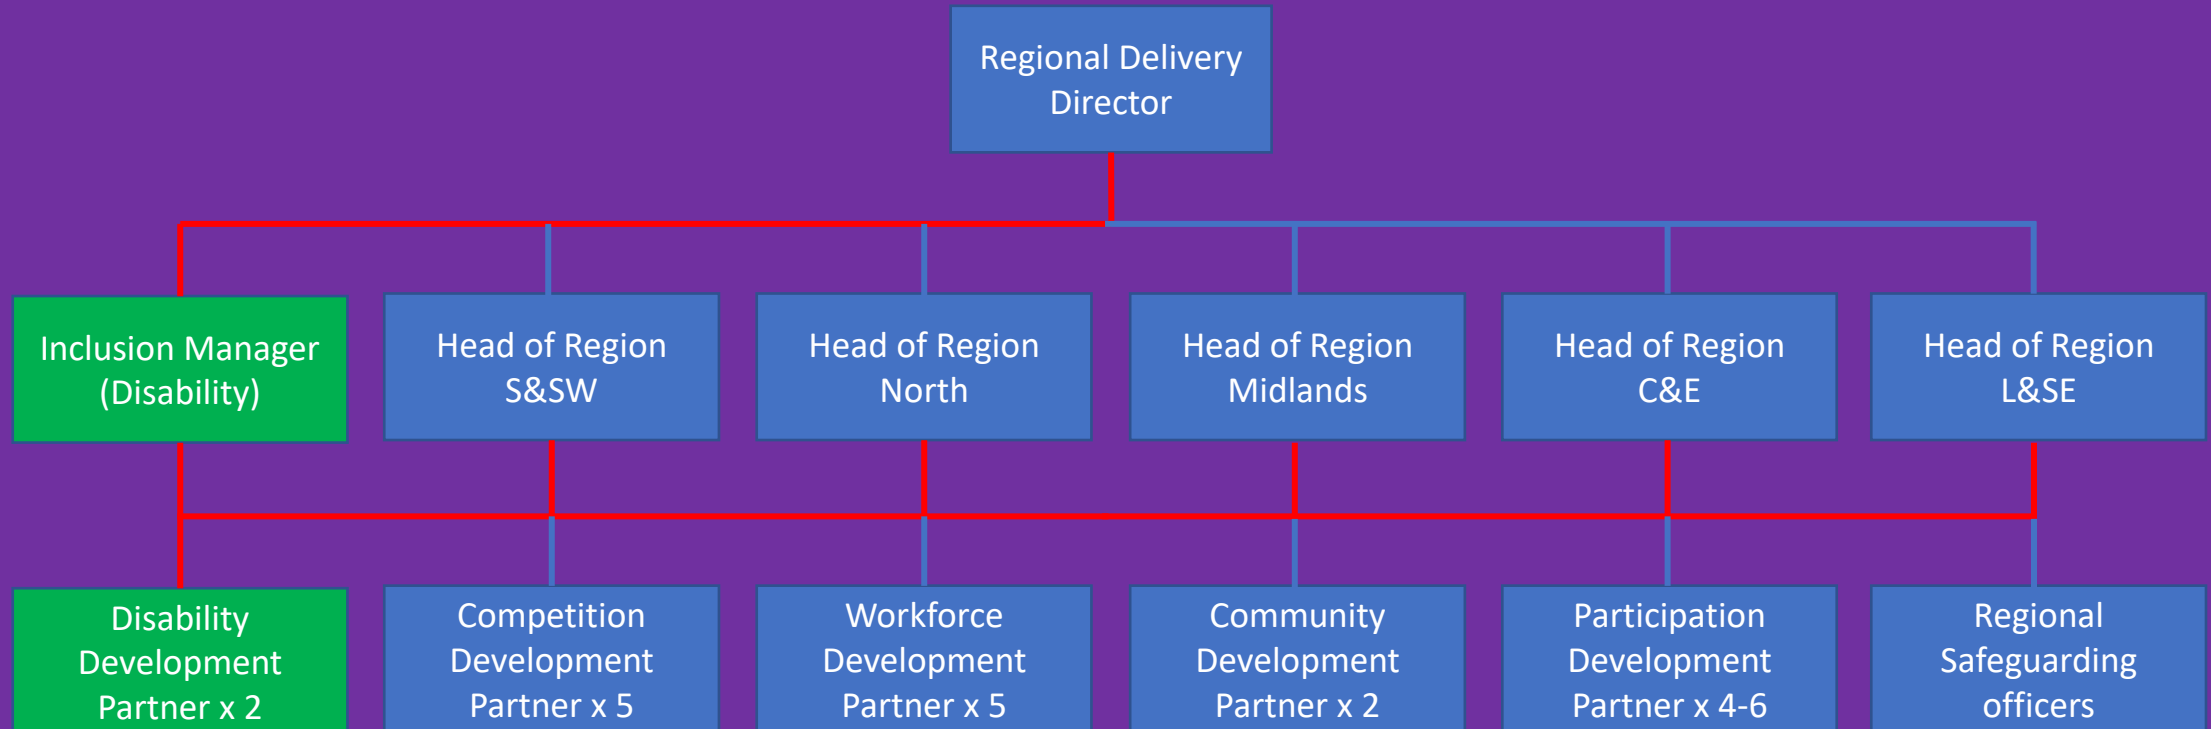 Regional Delivery
Director
Inclusion Manager
(Disability)
Head of Region
S&SW
Head of Region
North
Head of Region
Midlands
Head of Region
C&E
Head of Region
L&SE
Disability
Development
Partner x 2
Competition
Development
Partner x 5
Workforce
Development
Partner x 5
Community
Development
Partner x 2
Participation
Development
Partner x 4-6
Regional
Safeguarding
officers